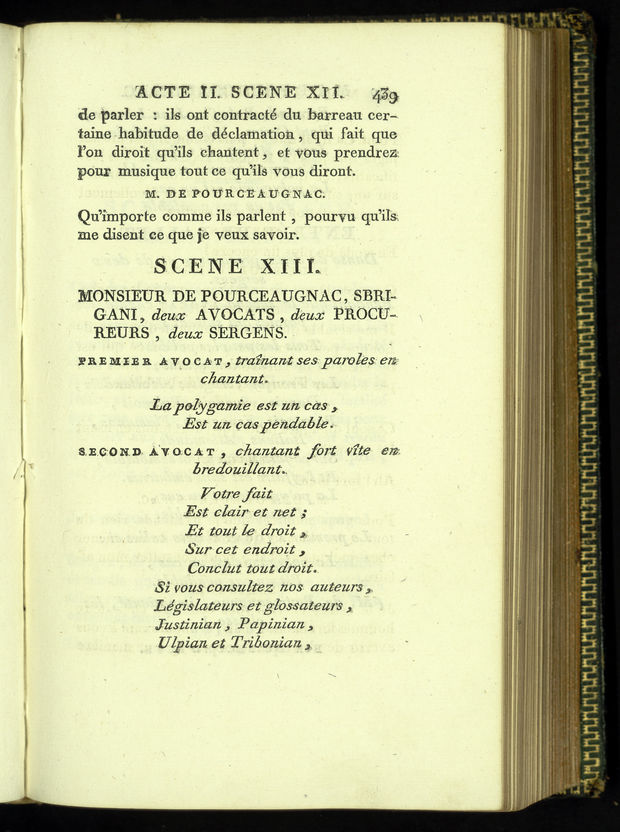 ACTE II. SCENE XII. 439
de parler : ils ont contracté du barreau cer-
taine habitude de déclamation, qui fait que
l'on diroit qu'ils chantent, et vous prendrez
pour musique tout ce qu'ils vous diront.
M. DE POURCEAUGNAC.
Qu'importe comme ils parlent, pourvu qu'ils
me disent ce que je veux savoir.
SCENE XIII.
MONSIEUR DE POURCEAUGNAC, SBRI-
GANI, deux AVOCATS, deux PROCU-
REURS, deux SERGENS.
PREMIER AVOCAT, traînant ses paroles en
chantant.
La polygamie est un cas,
Est un cas pendable.
SECOND AVOCAT, chantant fort vîte en
bredouillant.
Votre fait
Est clair et net ;
Et tout le droit,
Sur cet endroit,
Conclut tout droit.
Si vous consultez nos auteurs,
Législateurs et glossateurs,
Justinian, Papinian,
Ulpian et Tribonian,